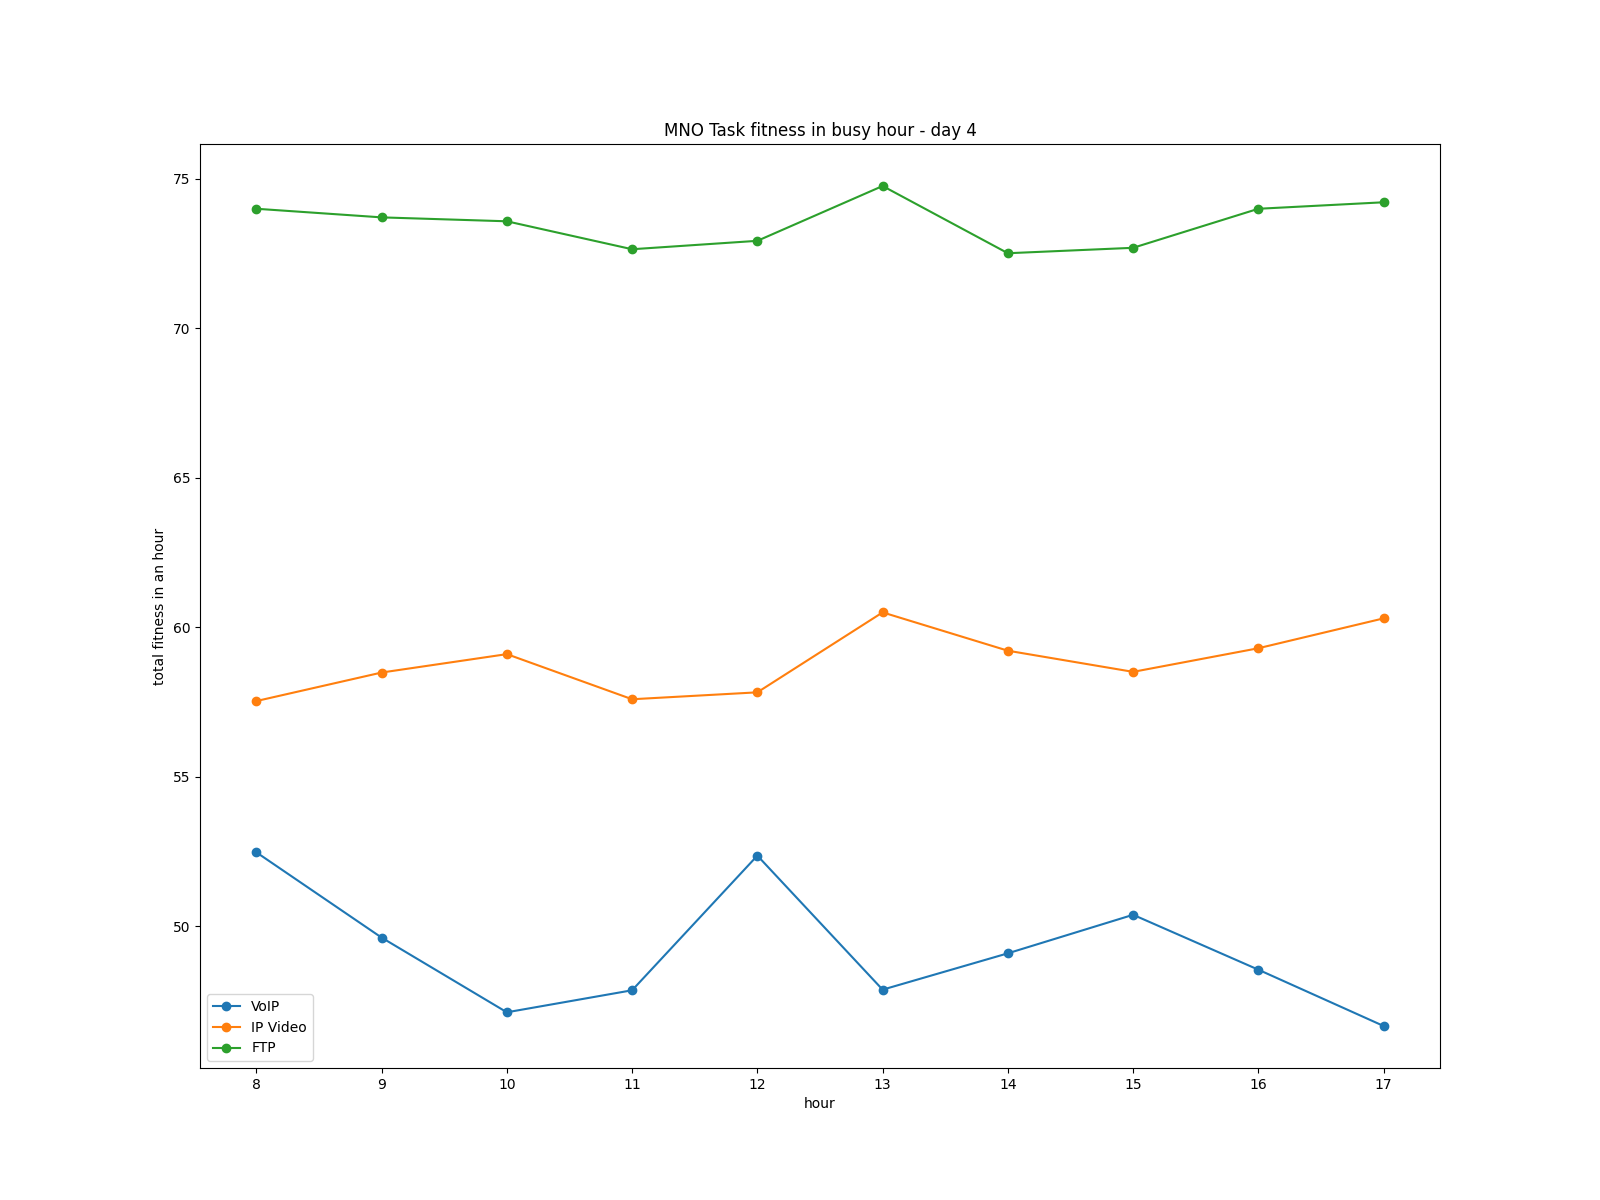 MNO Task fitness in busy hour - day 4
75
70
65
60
55
50
total fitness in an hour
VoIP
IP Video
FTP
8 9 10 11 12 13 14 15 16 17
hour